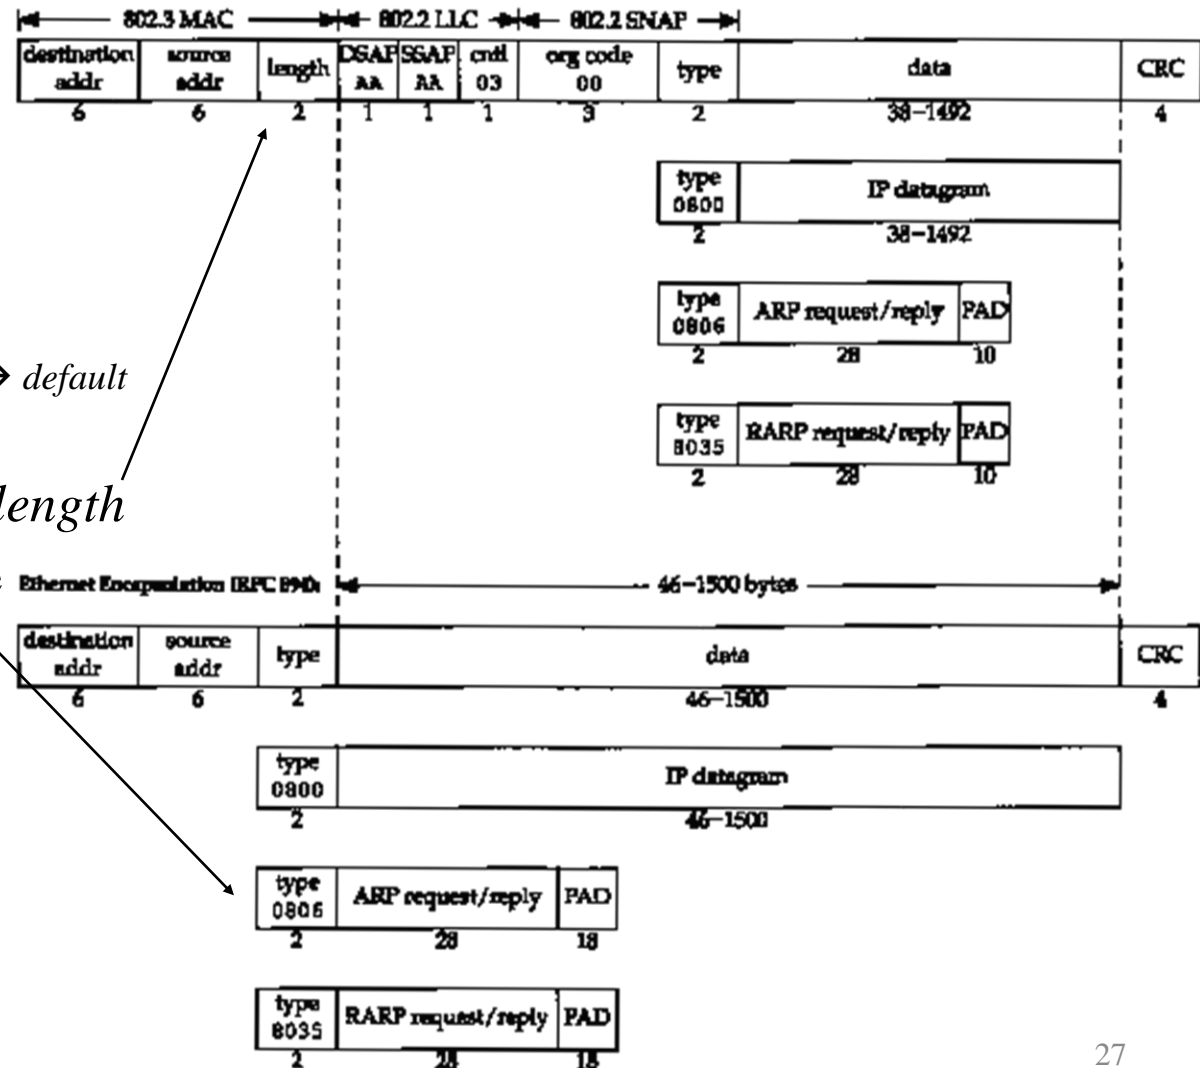 802.3 MAC 802.2 LLC 802.2 SNAP
destination addr source addr length DSAP AA SSAP AA cntl 03 org code 00 type data CRC
6 6 2 1 1 1 3 2 38-1492 4
type 0800 IP datagram
2 38-1492
type 0806 ARP request/reply PAD
2 28 10
→ default
type 8035 RARP request/reply PAD
2 28 10
length
Ethernet Encapsulation (RFC 894): 46-1500 bytes
destination addr source addr type data CRC
6 6 2 46-1500 4
type 0800 IP datagram
2 46-1500
type 0806 ARP request/reply PAD
2 28 18
type 8035 RARP request/reply PAD
2 28 18
27